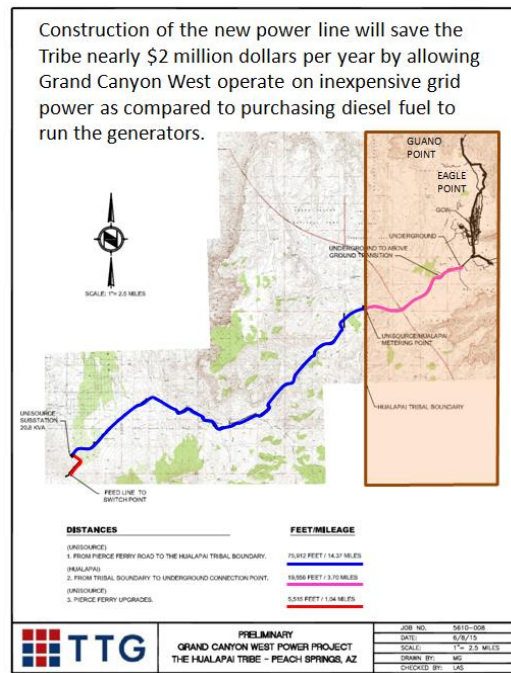 Construction of the new power line will save the
Tribe nearly $2 million dollars per year by allowing
Grand Canyon West operate on inexpensive grid
power as compared to purchasing diesel fuel to
run the generators.
GUANO
POINT
EAGLE
POINT
GCW
UNDERGROUND
UNDERGROUND TO ABOVE
GROUND TRANSITION
SCALE: 1"= 2.5 MILES
UNISOURCE/HUALAPAI
METERING POINT
HUALAPAI TRIBAL BOUNDARY
UNISOURCE
SUBSTATION
20.8 KVA
FEED LINE TO
SWITCH POINT
DISTANCES FEET/MILEAGE
(UNISOURCE)
1. FROM PIERCE FERRY ROAD TO THE HUALAPAI TRIBAL BOUNDARY. 75,912 FEET / 14.37 MILES
(HUALAPAI)
2. FROM TRIBAL BOUNDARY TO UNDERGROUND CONNECTION POINT. FEET / 3.70 MILES
(UNISOURCE)
3. PIERCE FERRY UPGRADES. FEET / 1.04 MILES
TTG
PRELIMINARY
GRAND CANYON WEST POWER PROJECT
THE HUALAPAI TRIBE - PEACH SPRINGS, AZ
JOB NO. 5610-008
DATE: 6/8/15
SCALE: 1"= 2.5 MILES
DRAWN BY: MG
CHECKED BY: LAS